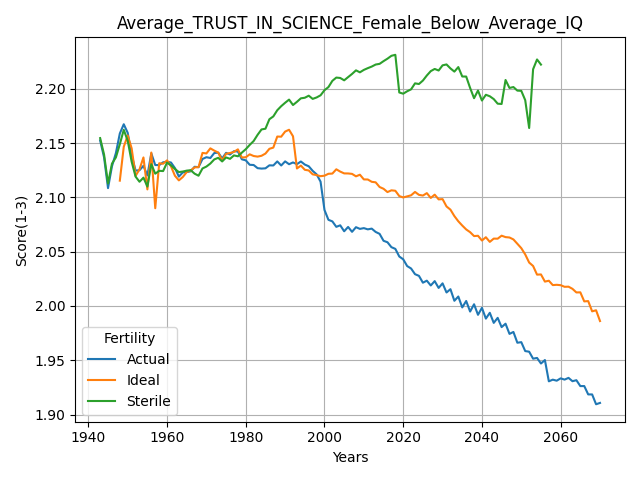 Average_TRUST_IN_SCIENCE_Female_Below_Average_IQ
Score(1-3)
2.20
2.15
2.10
2.05
2.00
1.95
1.90
Fertility
Actual
Ideal
Sterile
1940 1960 1980 2000 2020 2040 2060
Years